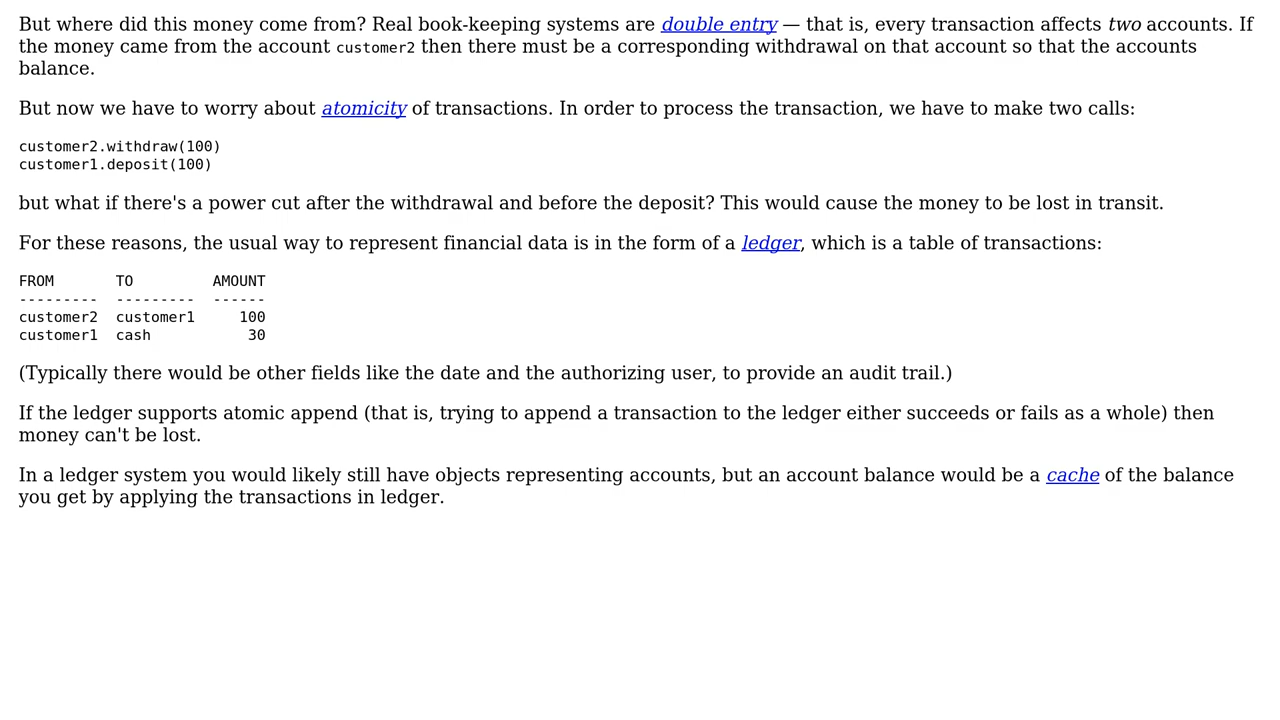 But where did this money come from? Real book-keeping systems are double entry — that is, every transaction affects two accounts. If
the money came from the account customer2 then there must be a corresponding withdrawal on that account so that the accounts
balance.
But now we have to worry about atomicity of transactions. In order to process the transaction, we have to make two calls:
customer2.withdraw(100)
customer1.deposit(100)
but what if there's a power cut after the withdrawal and before the deposit? This would cause the money to be lost in transit.
For these reasons, the usual way to represent financial data is in the form of a ledger, which is a table of transactions:
FROM       TO         AMOUNT
---------  ---------  ------
customer2  customer1     100
customer1  cash           30
(Typically there would be other fields like the date and the authorizing user, to provide an audit trail.)
If the ledger supports atomic append (that is, trying to append a transaction to the ledger either succeeds or fails as a whole) then
money can't be lost.
In a ledger system you would likely still have objects representing accounts, but an account balance would be a cache of the balance
you get by applying the transactions in ledger.